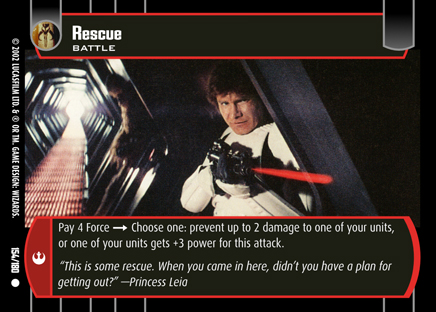 Rescue
BATTLE
Pay 4 Force → Choose one: prevent up to 2 damage to one of your units,
or one of your units gets +3 power for this attack.
“This is some rescue. When you came in here, didn’t you have a plan for
getting out?” —Princess Leia
© 2002 LUCASFILM LTD. & ® OR TM. GAME DESIGN: WIZARDS.
154/180